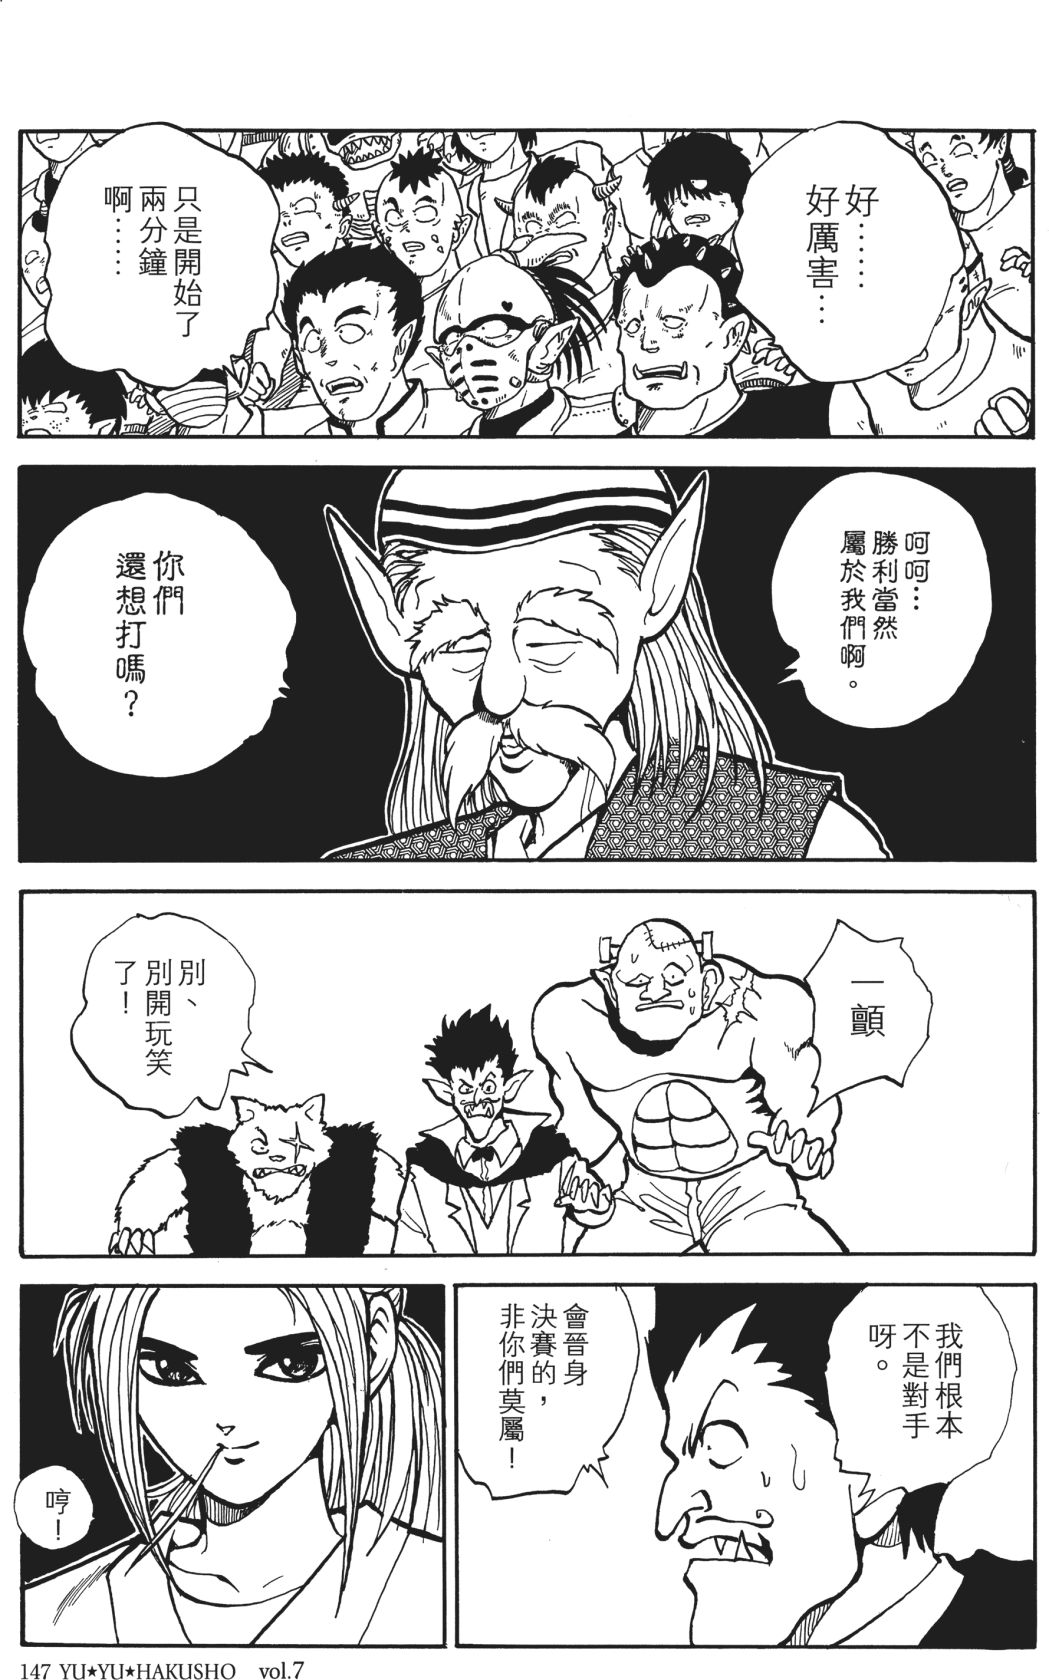 好……
好厲害…
只是開始了
兩分鐘
啊……
呵呵…
勝利當然
屬於我們啊。
你們
還想打嗎？
一顫
別、
別開玩笑
了！
我們根本
不是對手
呀。
會晉身
決賽的，
非你們莫屬！
哼！
147 YU★YU★HAKUSHO vol.7